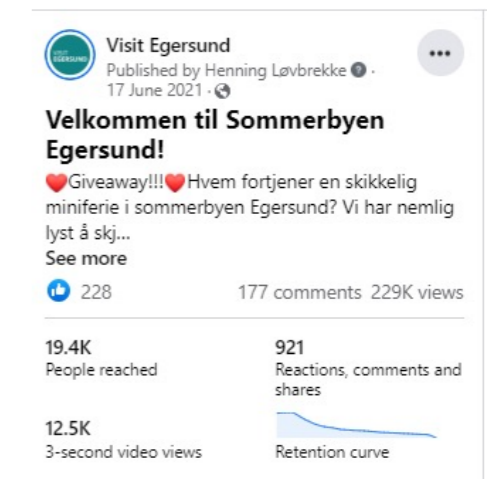 VISIT
EGERSUND
Visit Egersund
Published by Henning Løvbrekke ·
17 June 2021 ·
Velkommen til Sommerbyen
Egersund!
❤️Giveaway!!!❤️Hvem fortjener en skikkelig
miniferie i sommerbyen Egersund? Vi har nemlig
lyst å skj...
See more
228 177 comments 229K views
19.4K 921
People reached Reactions, comments and
shares
12.5K
3-second video views Retention curve